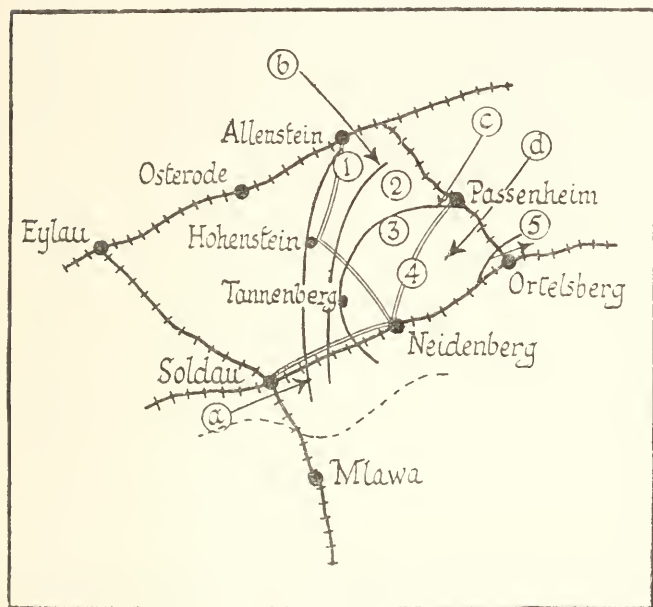 b
Allenstein
1
c
d
Osterode
2
Passenheim
Eylau
3
5
Hohenstein
4
Ortelsberg
Tannenberg
Neidenberg
Soldau
a
Mlawa